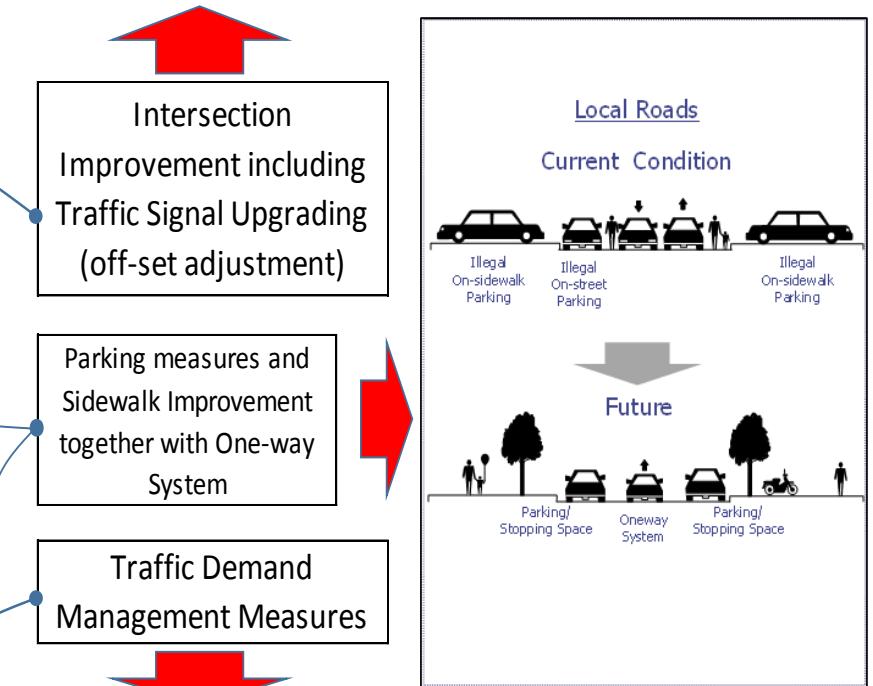 Intersection
Improvement including
Traffic Signal Upgrading
(off-set adjustment)
Parking measures and
Sidewalk Improvement
together with One-way
System
Traffic Demand
Management Measures
Local Roads
Current Condition
Illegal
On-sidewalk
Parking
Illegal
On-street
Parking
Illegal
On-sidewalk
Parking
Future
Parking/
Stopping Space
Oneway
System
Parking/
Stopping Space